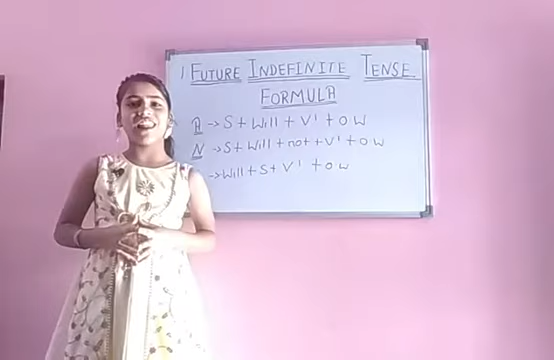 1 FUTURE INDEFINITE TENSE
FORMULA
A → S + Will + V¹ + O W
N → S + Will + not + V¹ + O W
→ Will + S + V¹ + O W